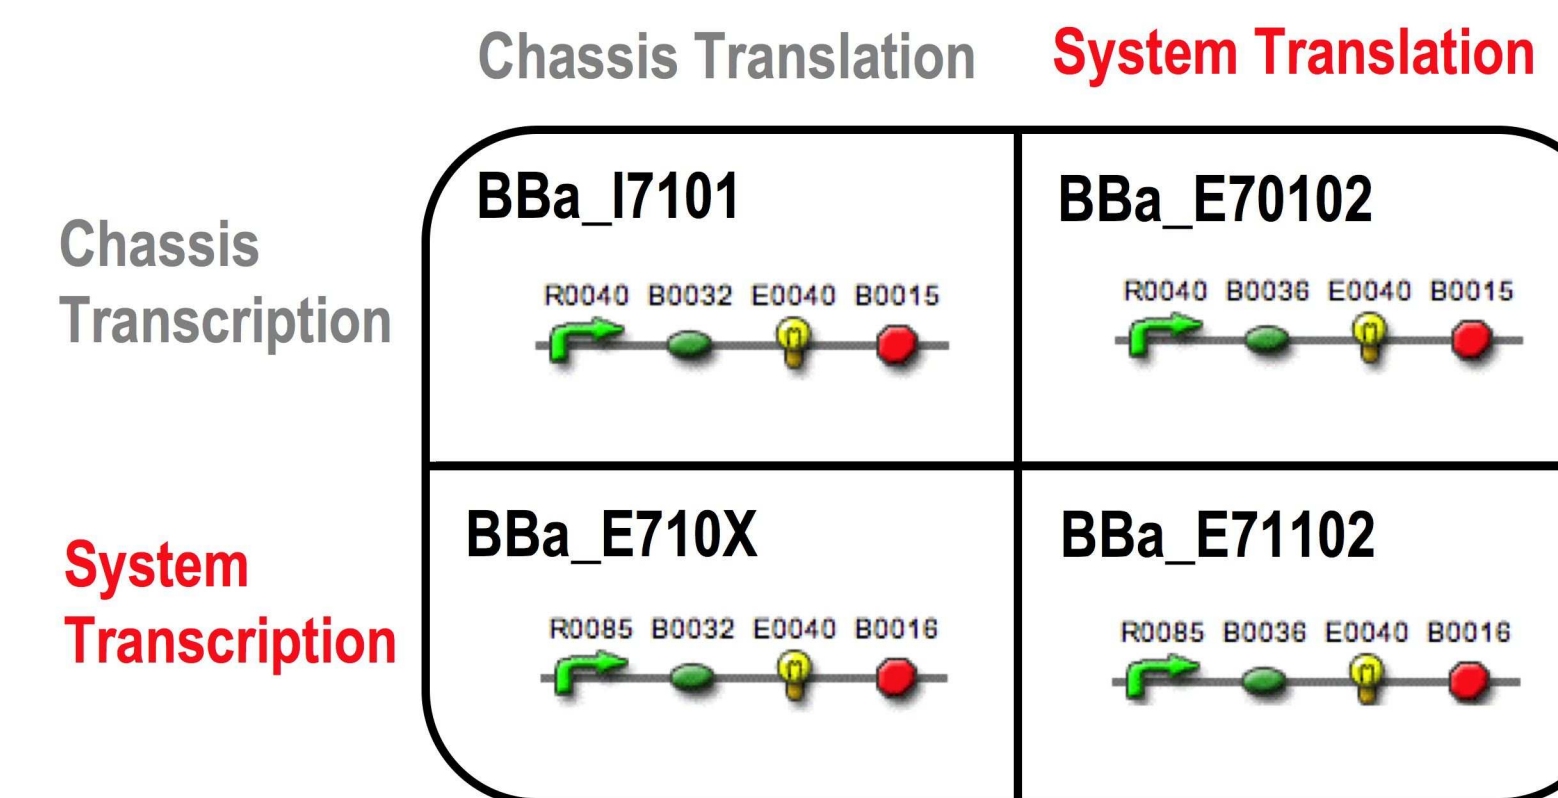 Chassis Translation
System Translation
Chassis
Transcription
BBa_I7101
R0040 B0032 E0040 B0015
BBa_E70102
R0040 B0036 E0040 B0015
System
Transcription
BBa_E710X
R0085 B0032 E0040 B0016
BBa_E71102
R0085 B0036 E0040 B0016